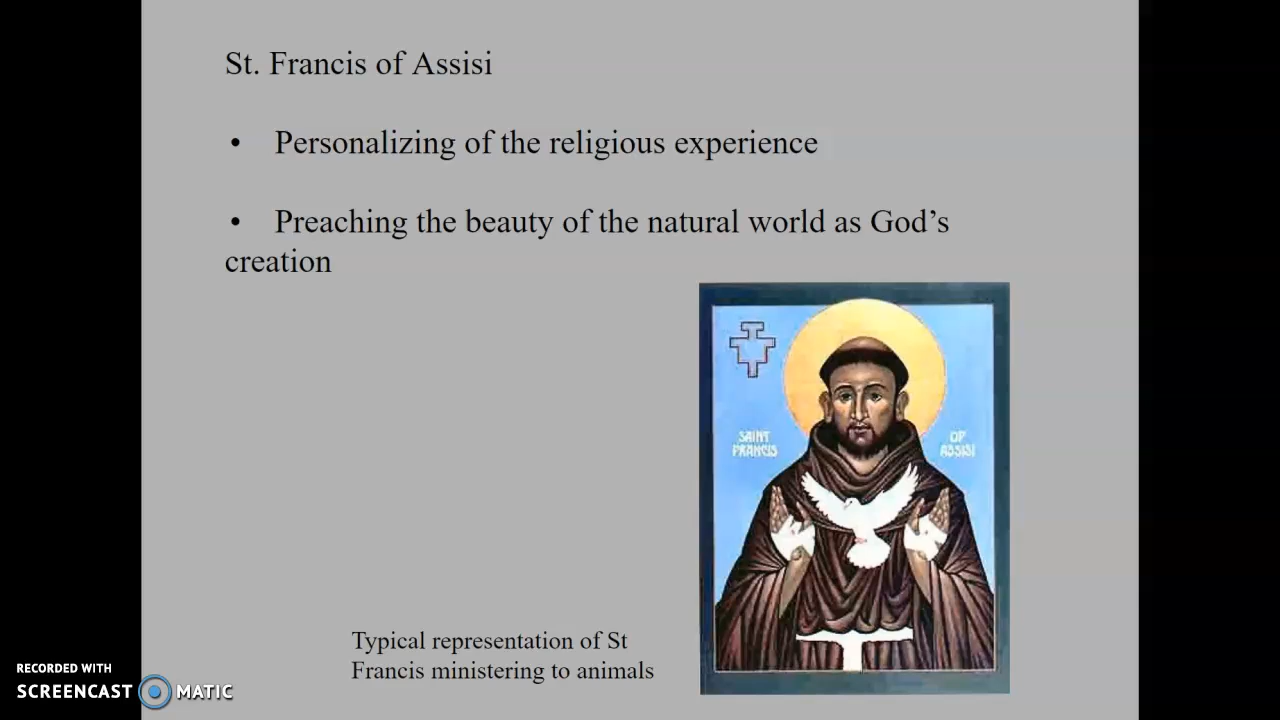 St. Francis of Assisi
• Personalizing of the religious experience
• Preaching the beauty of the natural world as God’s
creation
SAINT FRANCIS
OF ASSISI
Typical representation of St
Francis ministering to animals
RECORDED WITH
SCREENCAST MATIC